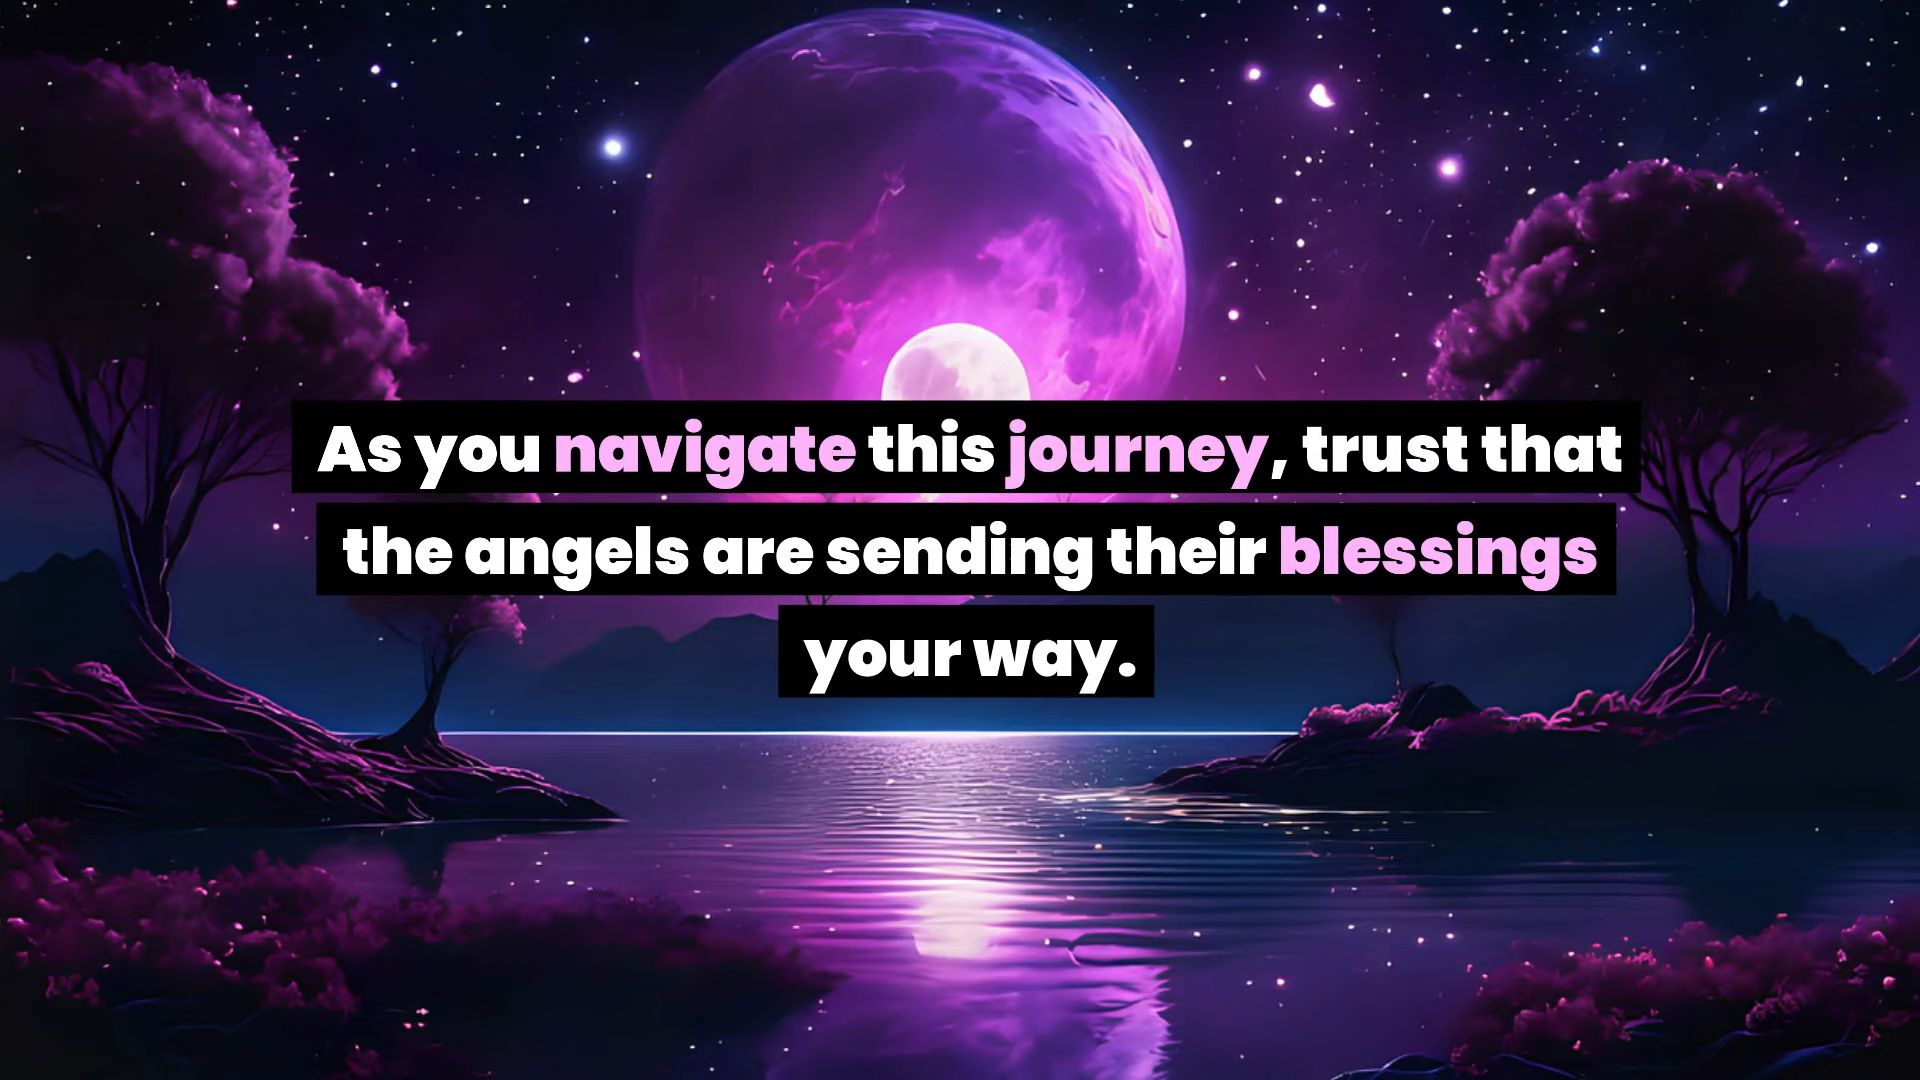 As you navigate this journey, trust that
the angels are sending their blessings
your way.